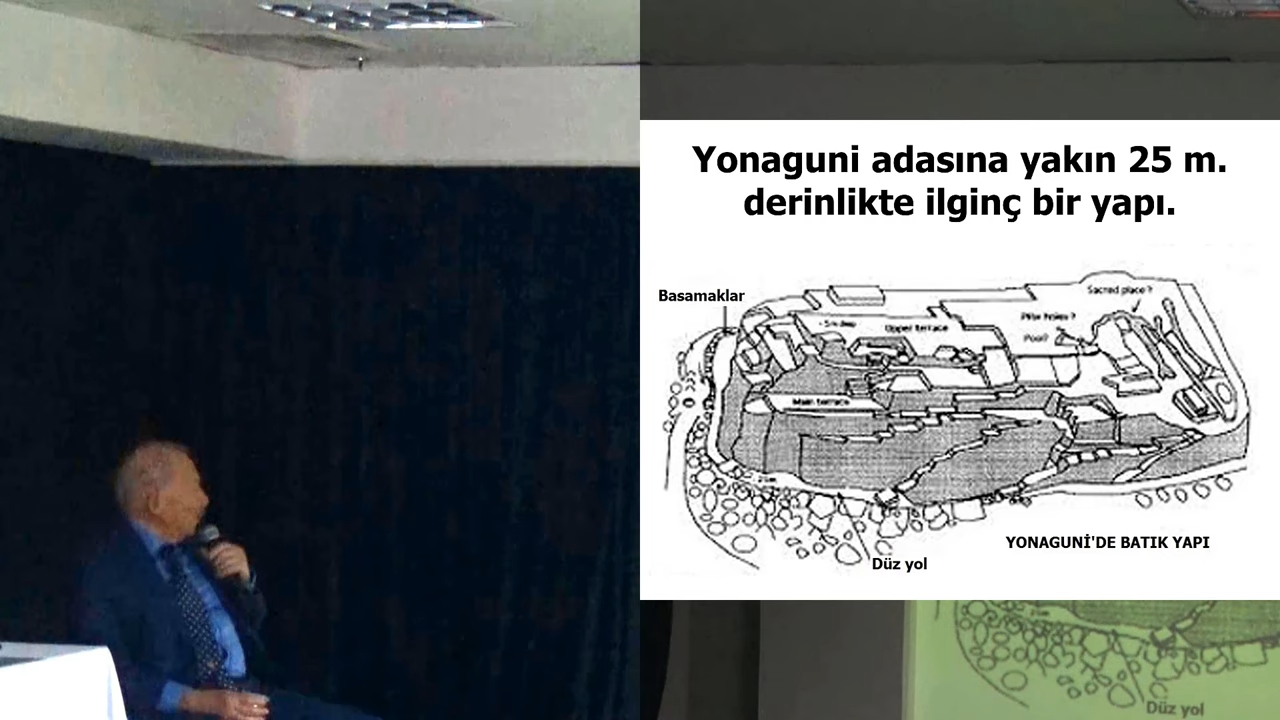 Yonaguni adasına yakın 25 m.
derinlikte ilginç bir yapı.
Basamaklar
Sacred place?
Upper terrace
Pool?
Main terrace
YONAGUNİ'DE BATIK YAPI
Düz yol
Düz yol